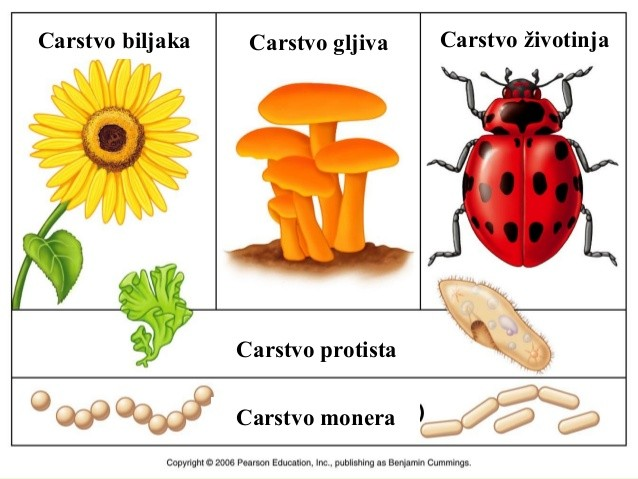 Carstvo biljaka
Carstvo gljiva
Carstvo životinja
Carstvo protista
Carstvo monera )
Copyright © 2006 Pearson Education, Inc., publishing as Benjamin Cummings.